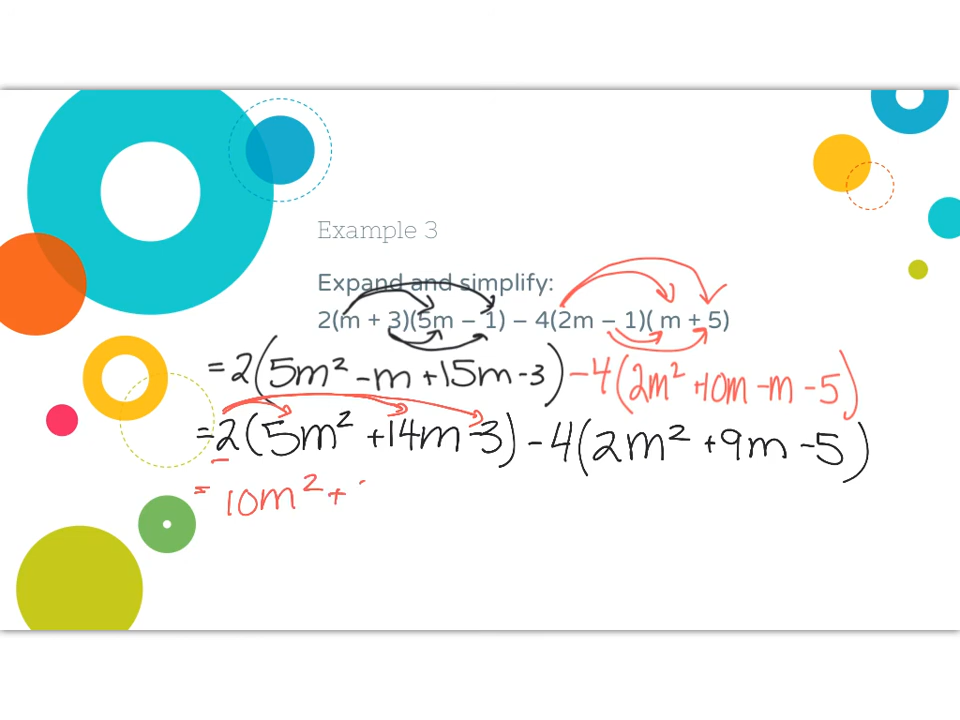 Example 3
Expand and simplify:
2(m + 3)(5m – 1) – 4(2m – 1)( m + 5)
= 2(5m² - m + 15m - 3) - 4(2m² + 10m - m - 5)
= 2(5m² + 14m - 3) - 4(2m² + 9m - 5)
= 10m² +